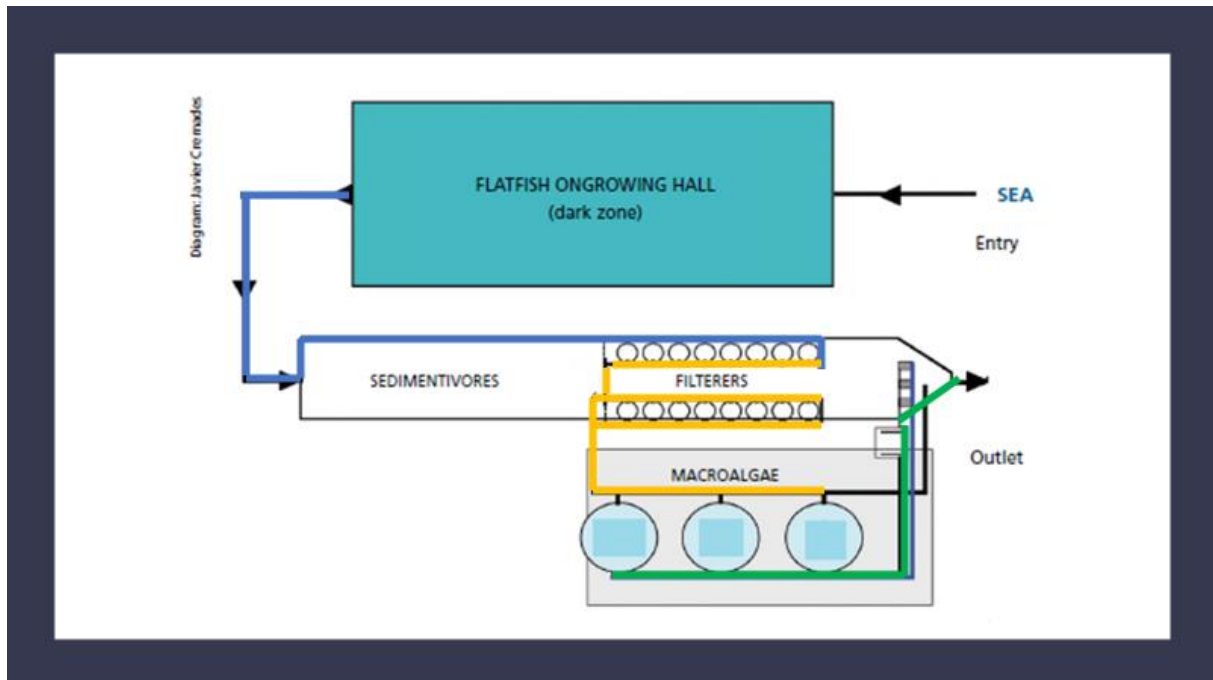 Diagram: Javier Cremades
FLATFISH ONGROWING HALL
(dark zone)
SEA
Entry
SEDIMENTIVORES
FILTERERS
Outlet
MACROALGAE